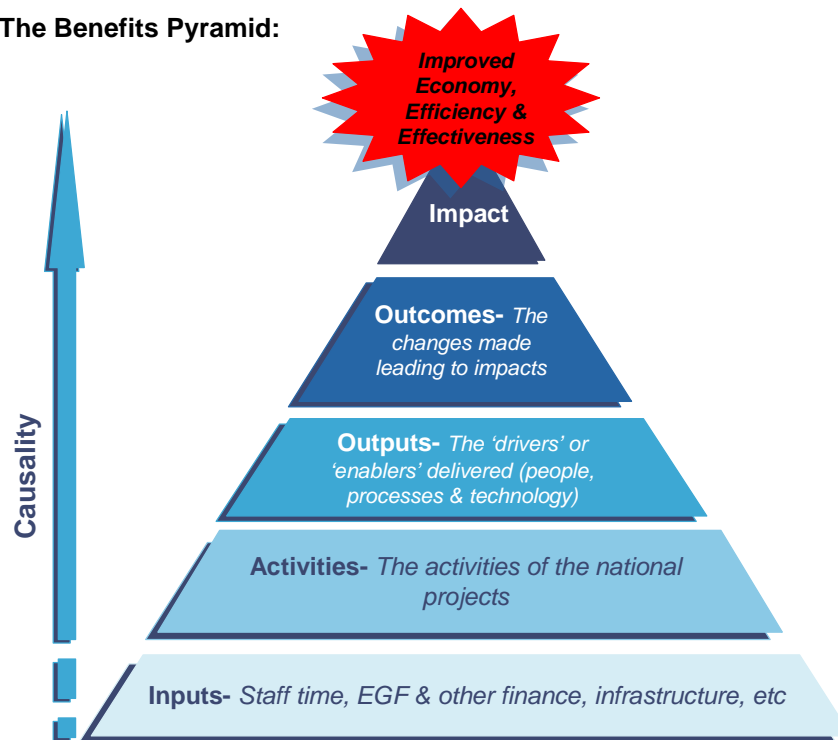 The Benefits Pyramid:
Improved
Economy,
Efficiency &
Effectiveness
Impact
Outcomes- The
changes made
leading to impacts
Outputs- The ‘drivers’ or
‘enablers’ delivered (people,
processes & technology)
Activities- The activities of the national
projects
Inputs- Staff time, EGF & other finance, infrastructure, etc
Causality